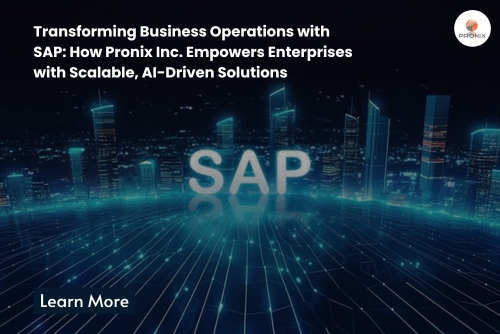 Transforming Business Operations with
SAP: How Pronix Inc. Empowers Enterprises
with Scalable, AI-Driven Solutions
PRONIX
SAP
Learn More